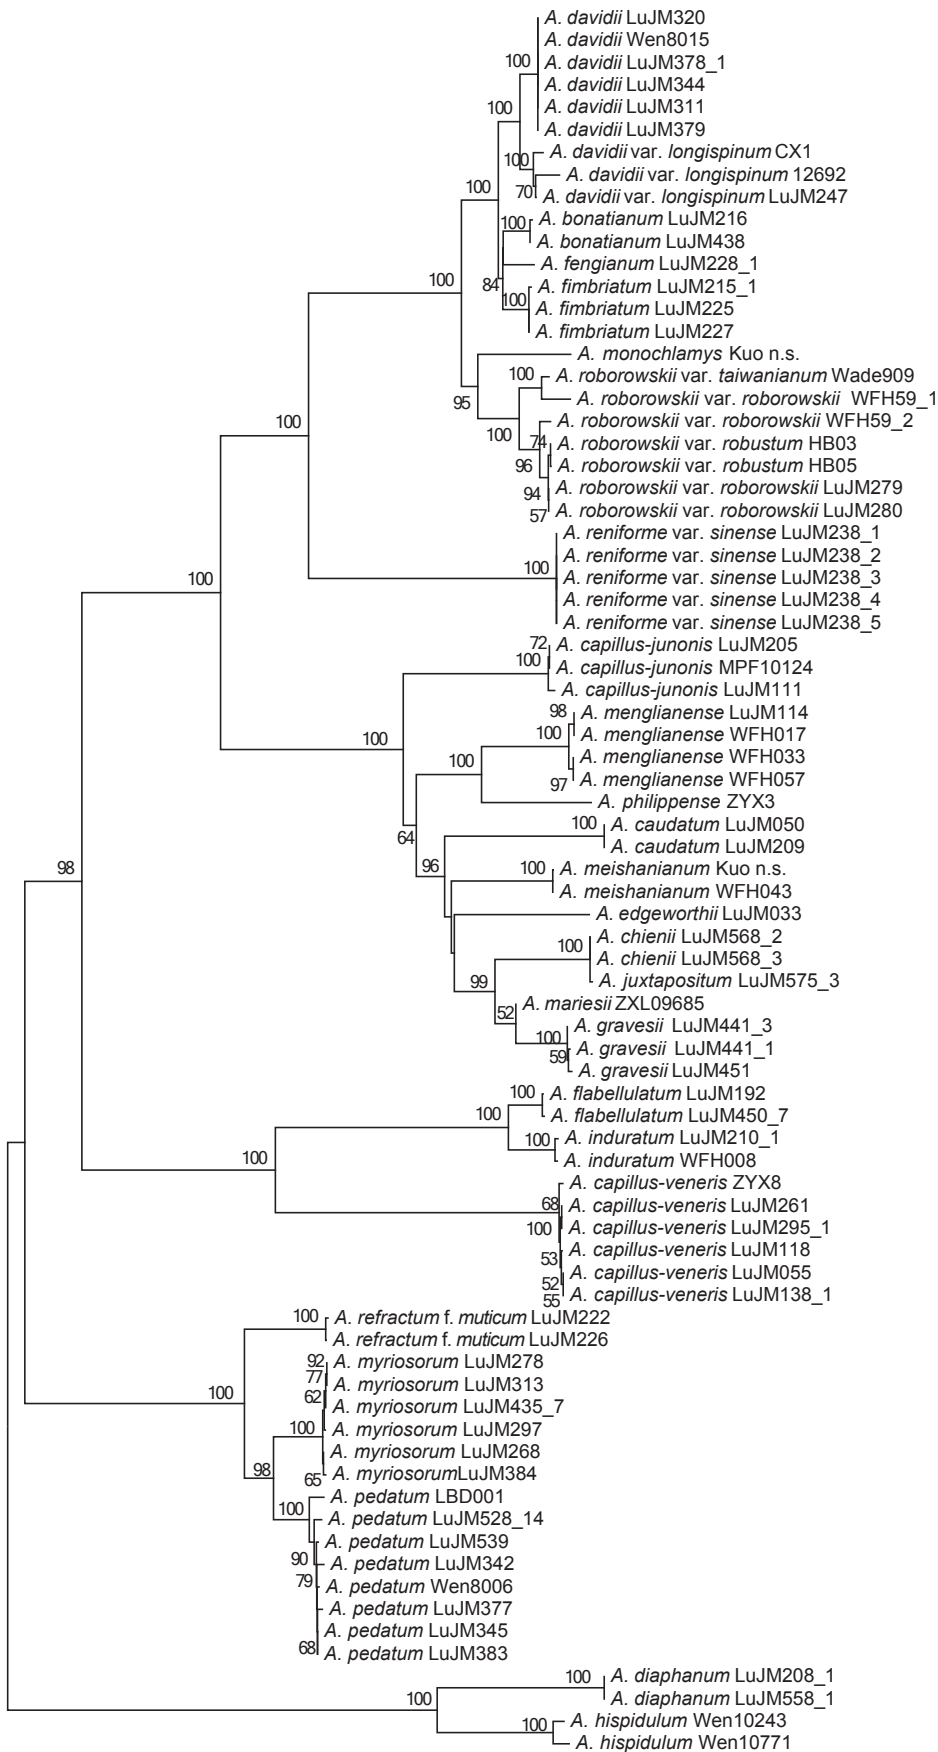 A. davidii LuJM320
A. davidii Wen8015
100
A. davidii LuJM378_1
A. davidii LuJM344
100
A. davidii LuJM311
A. davidii LuJM379
100
A. davidii var. longispinum CX1
A. davidii var. longispinum 12692
100
70
A. davidii var. longispinum LuJM247
100
A. bonatianum LuJM216
A. bonatianum LuJM438
100
A. fengianum LuJM228_1
84
A. fimbriatum LuJM215_1
100
A. fimbriatum LuJM225
A. fimbriatum LuJM227
A. monochlamys Kuo n.s.
100
A. roborowskii var. taiwanianum Wade909
95
A. roborowskii var. roborowskii WFH59_1
100
A. roborowskii var. roborowskii WFH59_2
100
74
A. roborowskii var. robustum HB03
96
A. roborowskii var. robustum HB05
94
A. roborowskii var. roborowskii LuJM279
57
A. roborowskii var. roborowskii LuJM280
A. reniforme var. sinense LuJM238_1
A. reniforme var. sinense LuJM238_2
100
100
A. reniforme var. sinense LuJM238_3
A. reniforme var. sinense LuJM238_4
A. reniforme var. sinense LuJM238_5
72
A. capillus-junonis LuJM205
100
A. capillus-junonis MPF10124
A. capillus-junonis LuJM111
98
A. menglianense LuJM114
100
100
A. menglianense WFH017
100
A. menglianense WFH033
97
A. menglianense WFH057
A. philippense ZYX3
100
A. caudatum LuJM050
64
A. caudatum LuJM209
98
96
100
A. meishanianum Kuo n.s.
A. meishanianum WFH043
A. edgeworthii LuJM033
A. chienii LuJM568_2
100
A. chienii LuJM568_3
99
A. juxtapositum LuJM575_3
52
A. mariesii ZXL09685
A. gravesii LuJM441_3
100
A. gravesii LuJM441_1
59
A. gravesii LuJM451
100
A. flabellulatum LuJM192
100
A. flabellulatum LuJM450_7
100
A. induratum LuJM210_1
100
A. induratum WFH008
A. capillus-veneris ZYX8
68
A. capillus-veneris LuJM261
100
A. capillus-veneris LuJM295_1
53
A. capillus-veneris LuJM118
52
A. capillus-veneris LuJM055
55
A. capillus-veneris LuJM138_1
100
A. refractum f. muticum LuJM222
A. refractum f. muticum LuJM226
92
A. myriosorum LuJM278
77
A. myriosorum LuJM313
100
62
A. myriosorum LuJM435_7
100
A. myriosorum LuJM297
A. myriosorum LuJM268
98
65
A. myriosorumLuJM384
100
A. pedatum LBD001
A. pedatum LuJM528_14
A. pedatum LuJM539
90
A. pedatum LuJM342
79
A. pedatum Wen8006
A. pedatum LuJM377
A. pedatum LuJM345
68
A. pedatum LuJM383
100
A. diaphanum LuJM208_1
100
A. diaphanum LuJM558_1
100
A. hispidulum Wen10243
A. hispidulum Wen10771